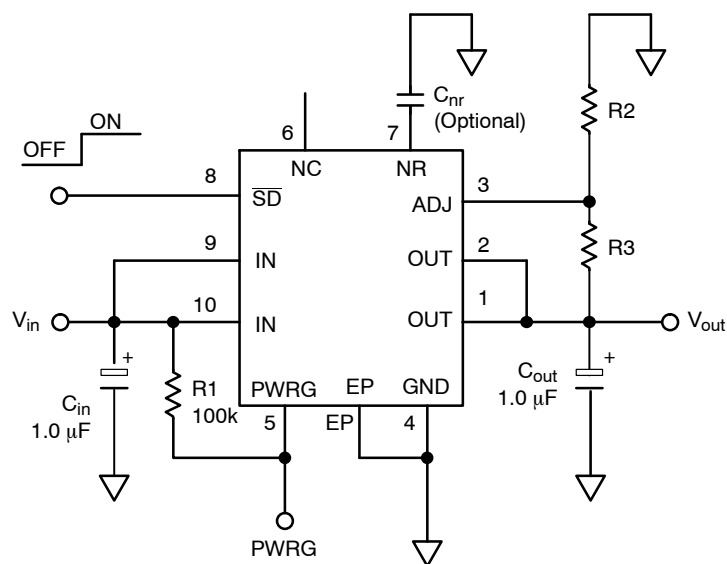 C_nr
(Optional)
R2
ON
OFF
6
7
NC
NR
8
SD
3
ADJ
9
IN
2
OUT
R3
V_in
10
IN
1
OUT
V_out
+
C_in
1.0 µF
R1
100k
PWRG
5
EP
EP
GND
4
+
C_out
1.0 µF
PWRG